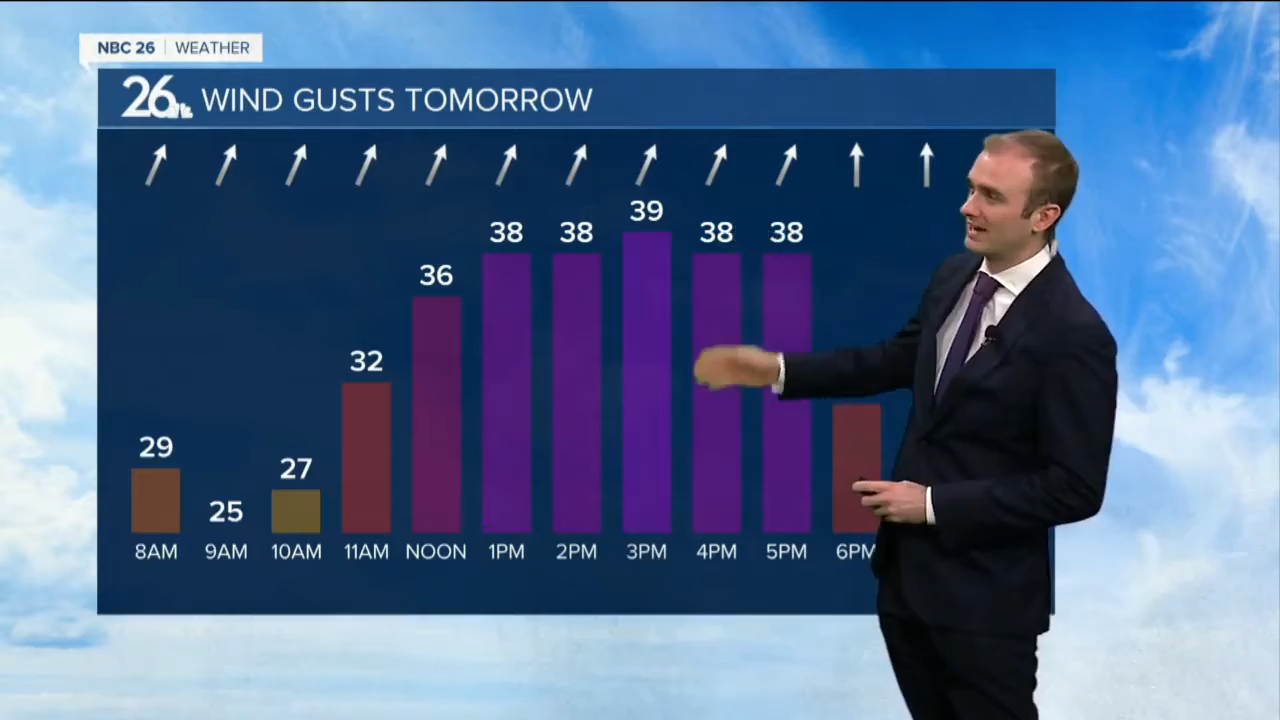 NBC 26 | WEATHER
26 WIND GUSTS TOMORROW
29 25 27 32 36 38 38 39 38 38
8AM 9AM 10AM 11AM NOON 1PM 2PM 3PM 4PM 5PM 6PM